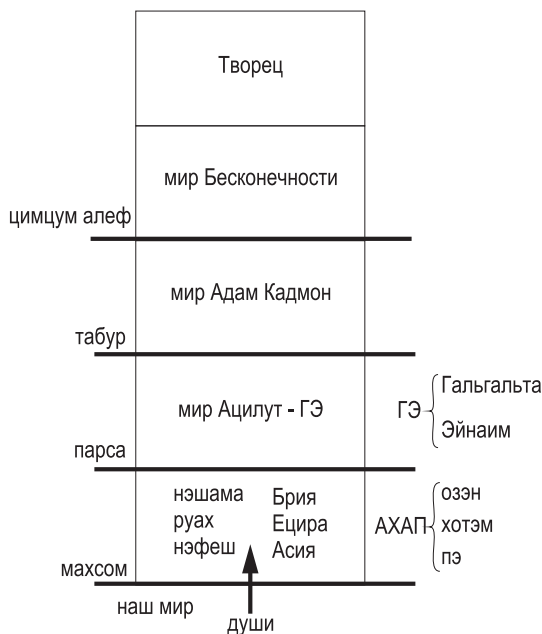 Творец
мир Бесконечности
цимцум алеф
мир Адам Кадмон
табур
мир Ацилут - ГЭ
ГЭ
Гальгальта
Эйнаим
парса
нэшама
руах
нэфеш
Брия
Ецира
Асия
АХАП
озэн
хотэм
пэ
махсом
наш мир
души